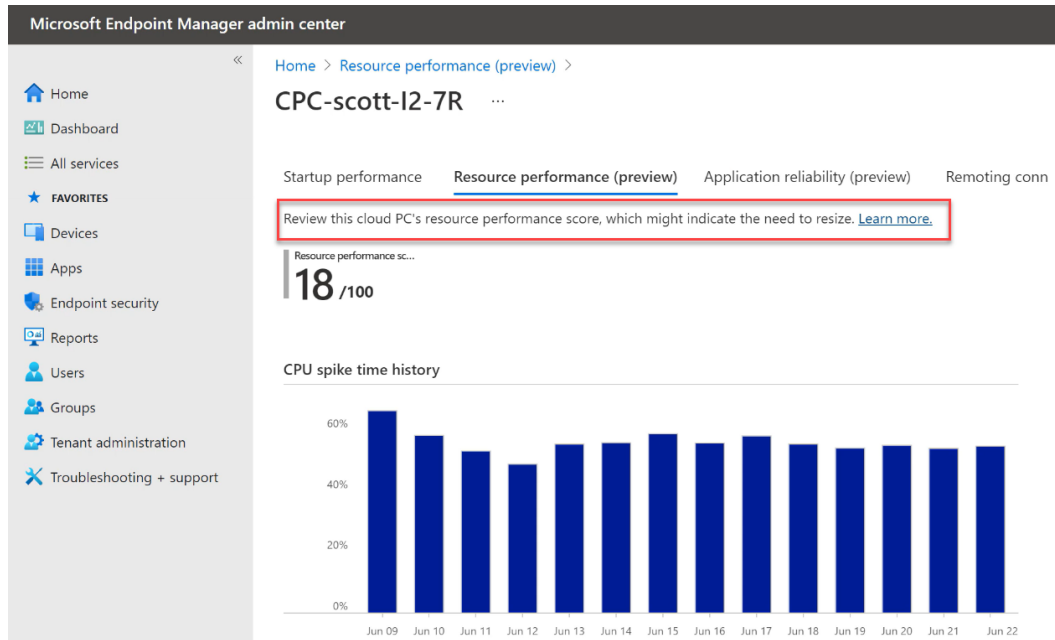 Microsoft Endpoint Manager admin center
«
Home > Resource performance (preview) >
CPC-scott-I2-7R ...
Home
Dashboard
All services
FAVORITES
Devices
Apps
Endpoint security
Reports
Users
Groups
Tenant administration
Troubleshooting + support
Startup performance Resource performance (preview) Application reliability (preview) Remoting conn
Review this cloud PC's resource performance score, which might indicate the need to resize. Learn more.
Resource performance sc...
18 /100
CPU spike time history
60%
40%
20%
0%
Jun 09 Jun 10 Jun 11 Jun 12 Jun 13 Jun 14 Jun 15 Jun 16 Jun 17 Jun 18 Jun 19 Jun 20 Jun 21 Jun 22